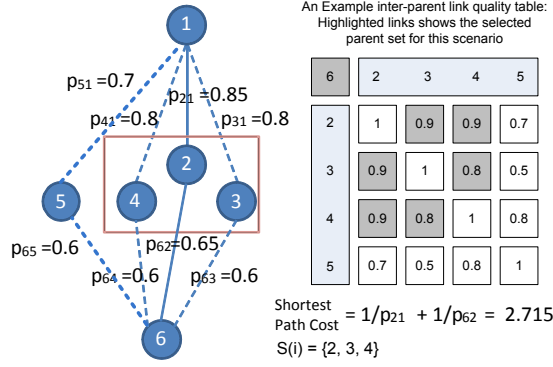 1
p51=0.7
p21=0.85
p41=0.8
p31=0.8
2
5
4
3
p65=0.6
p62=0.65
p64=0.6
p63=0.6
6
An Example inter-parent link quality table:
Highlighted links shows the selected
parent set for this scenario
6 2 3 4 5
2 1 0.9 0.9 0.7
3 0.9 1 0.8 0.5
4 0.9 0.8 1 0.8
5 0.7 0.5 0.8 1
Shortest
Path Cost = 1/p21 + 1/p62 = 2.715
S(i) = {2, 3, 4}